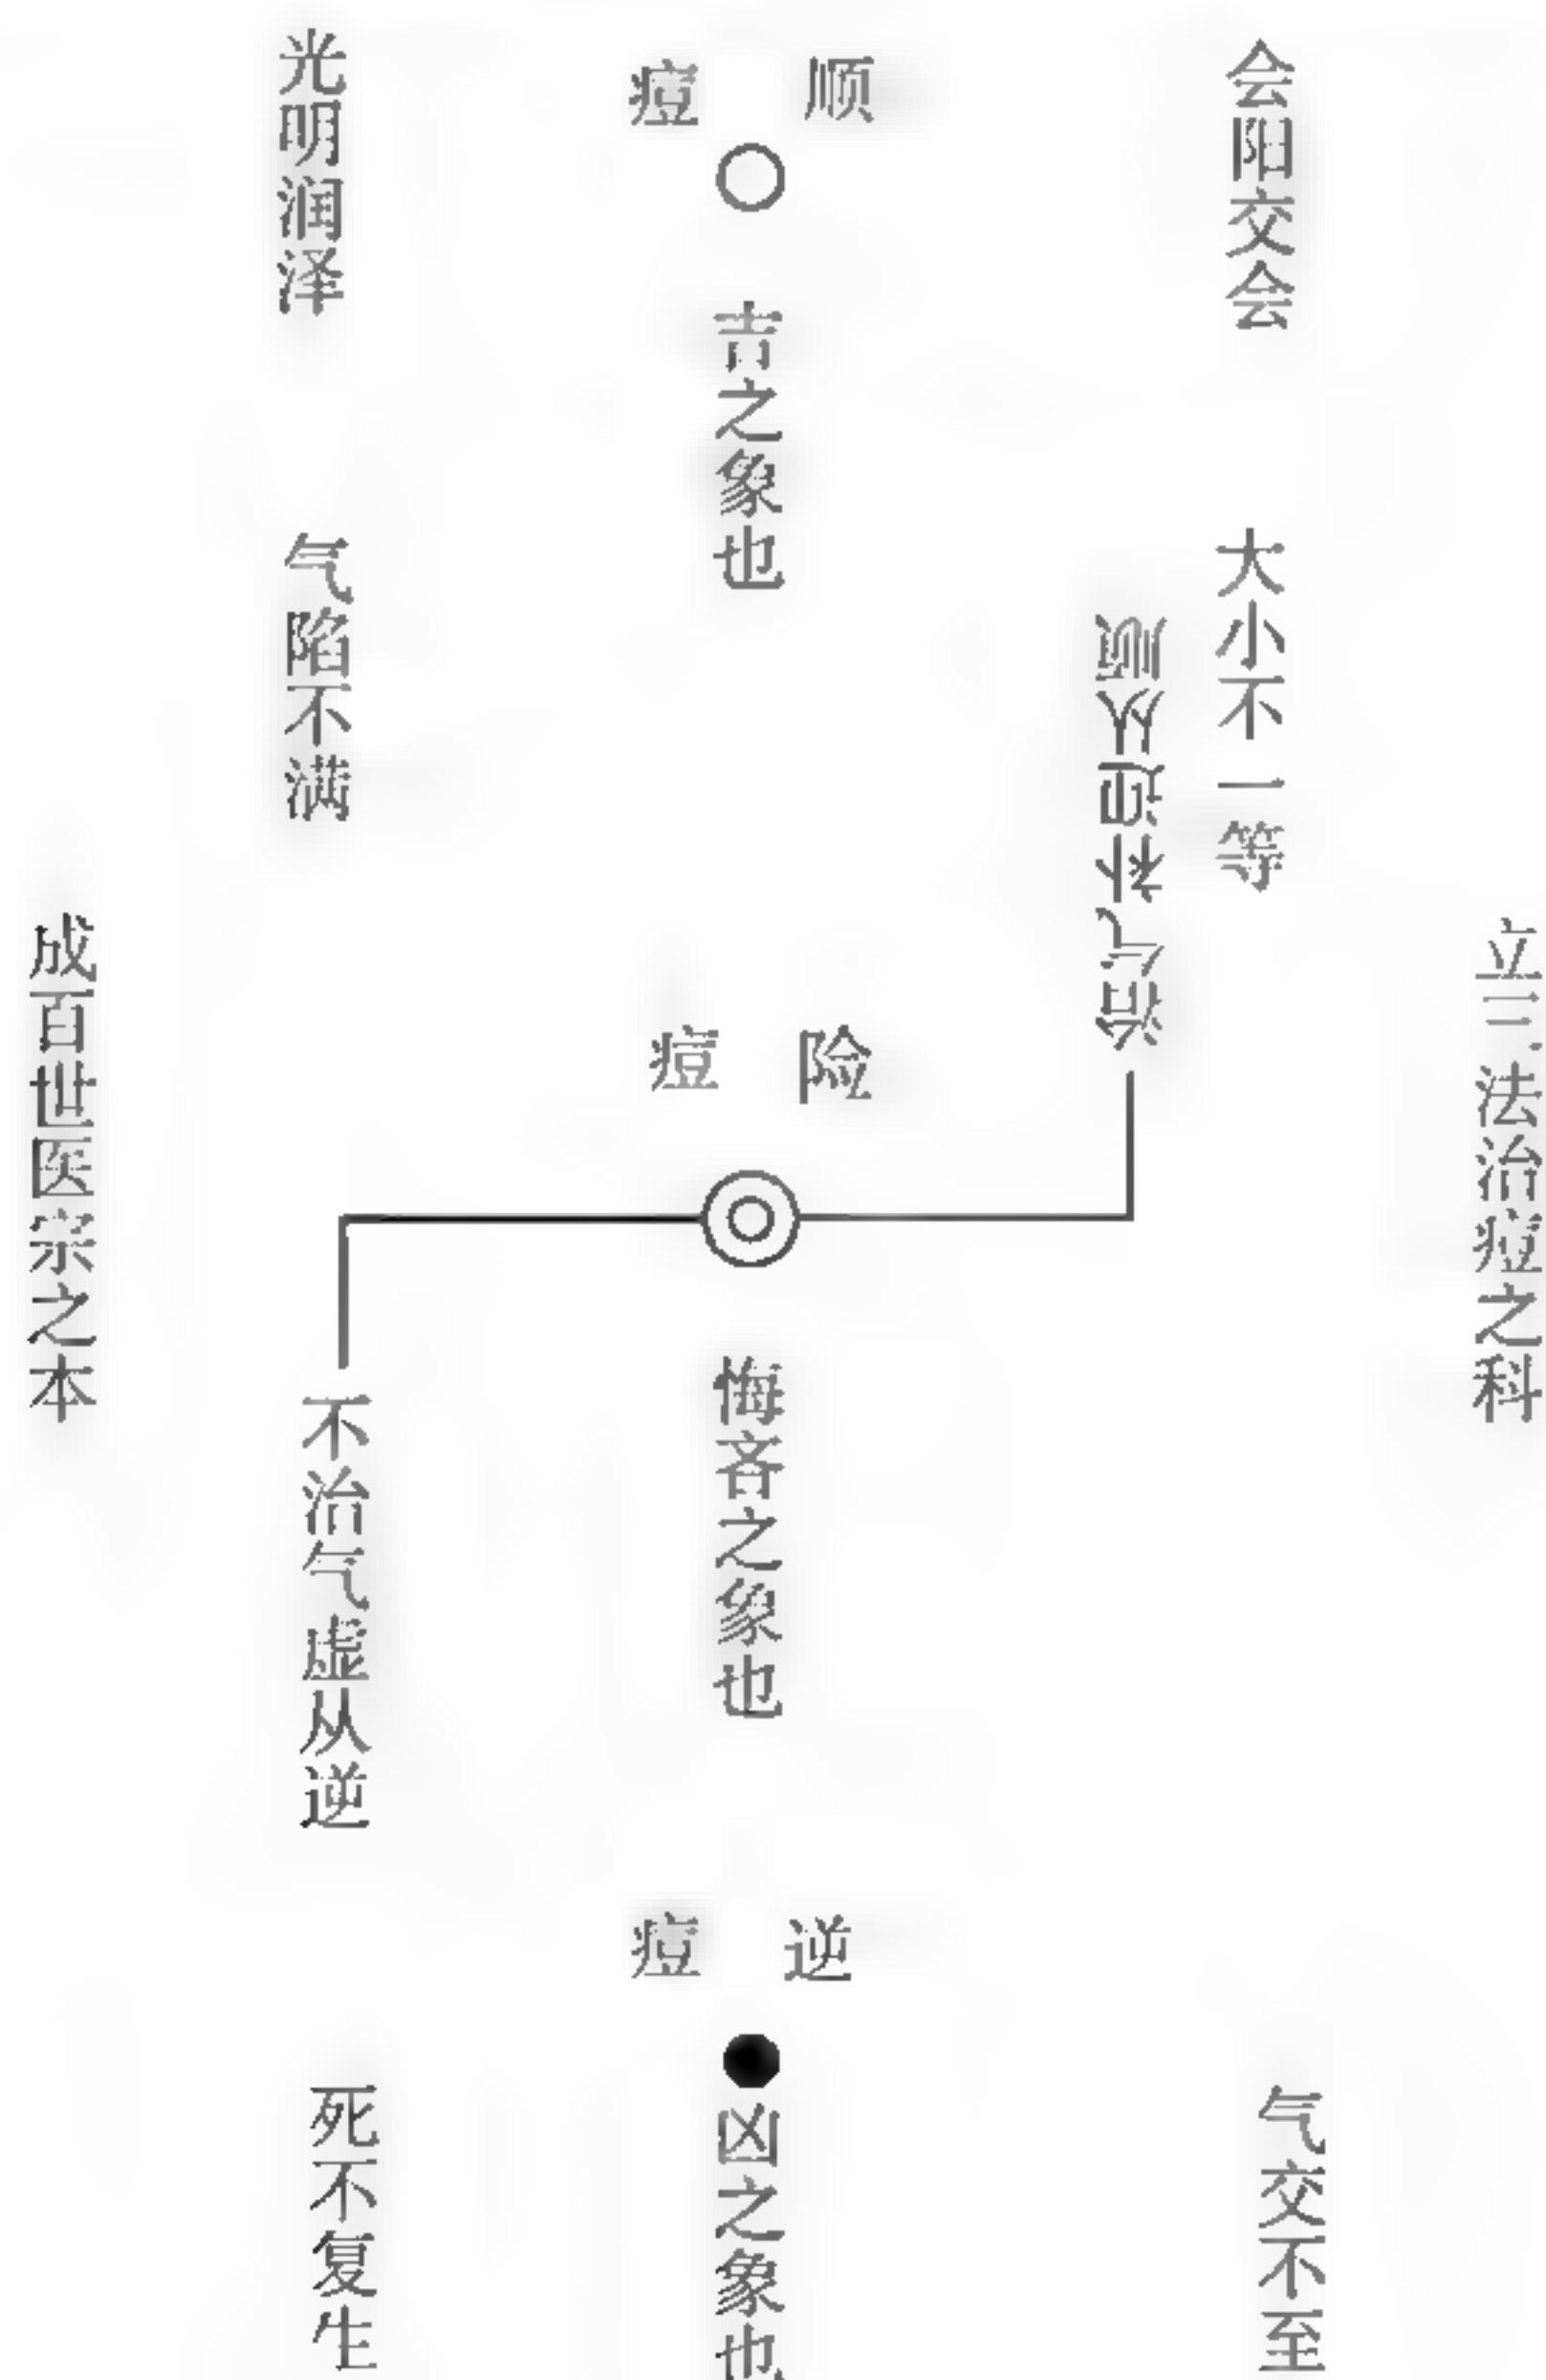 立三法治痘之科
会阳交会
大小不一等
气交不至
治气补迎从顺
顺痘
吉之象也
险痘
悔吝之象也
逆痘
凶之象也
光明润泽
气陷不满
不治气虚从逆
死不复生
成百世医宗之本